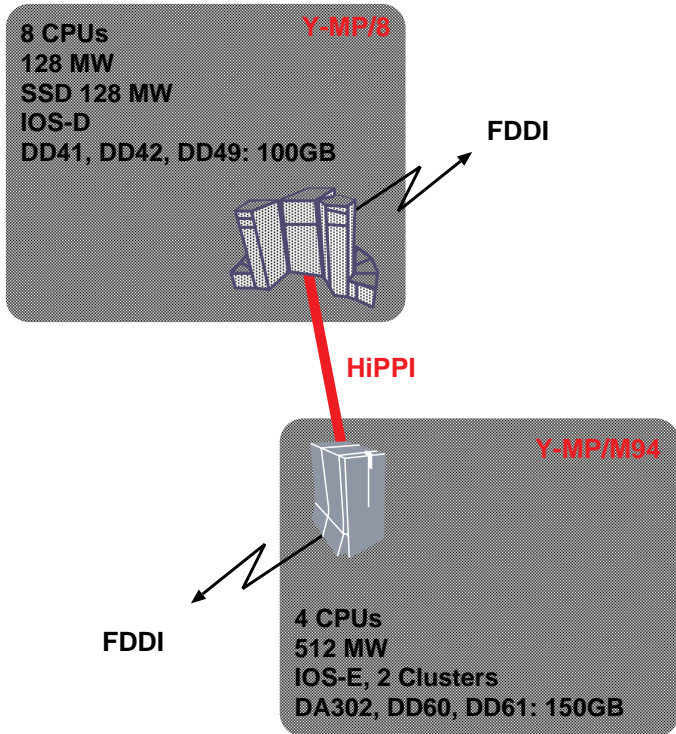 Y-MP/8
8 CPUs
128 MW
SSD 128 MW
IOS-D
DD41, DD42, DD49: 100GB
FDDI
HiPPI
Y-MP/M94
FDDI
4 CPUs
512 MW
IOS-E, 2 Clusters
DA302, DD60, DD61: 150GB